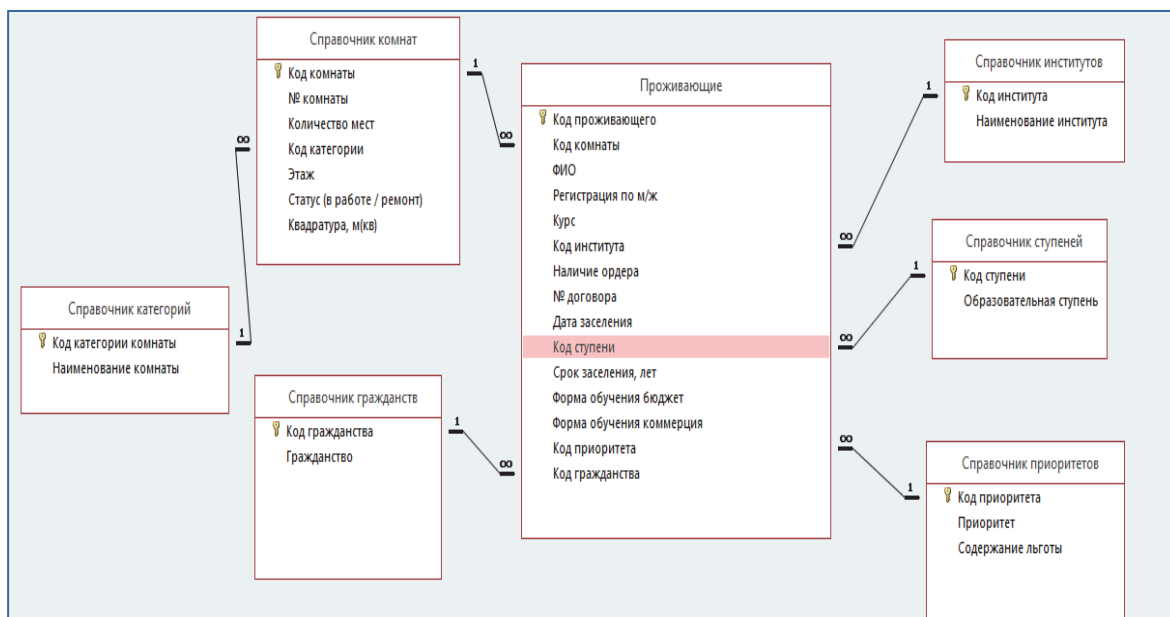 Справочник комнат
Код комнаты
№ комнаты
Количество мест
Код категории
Этаж
Статус (в работе / ремонт)
Квадратура, м(кв)
1
∞
∞
1
Справочник категорий
Код категории комнаты
Наименование комнаты
Справочник гражданств
Код гражданства
Гражданство
1
∞
Проживающие
Код проживающего
Код комнаты
ФИО
Регистрация по м/ж
Курс
Код института
Наличие ордера
№ договора
Дата заселения
Код ступени
Срок заселения, лет
Форма обучения бюджет
Форма обучения коммерция
Код приоритета
Код гражданства
1
∞
Справочник институтов
Код института
Наименование института
1
∞
Справочник ступеней
Код ступени
Образовательная ступень
∞
1
Справочник приоритетов
Код приоритета
Приоритет
Содержание льготы